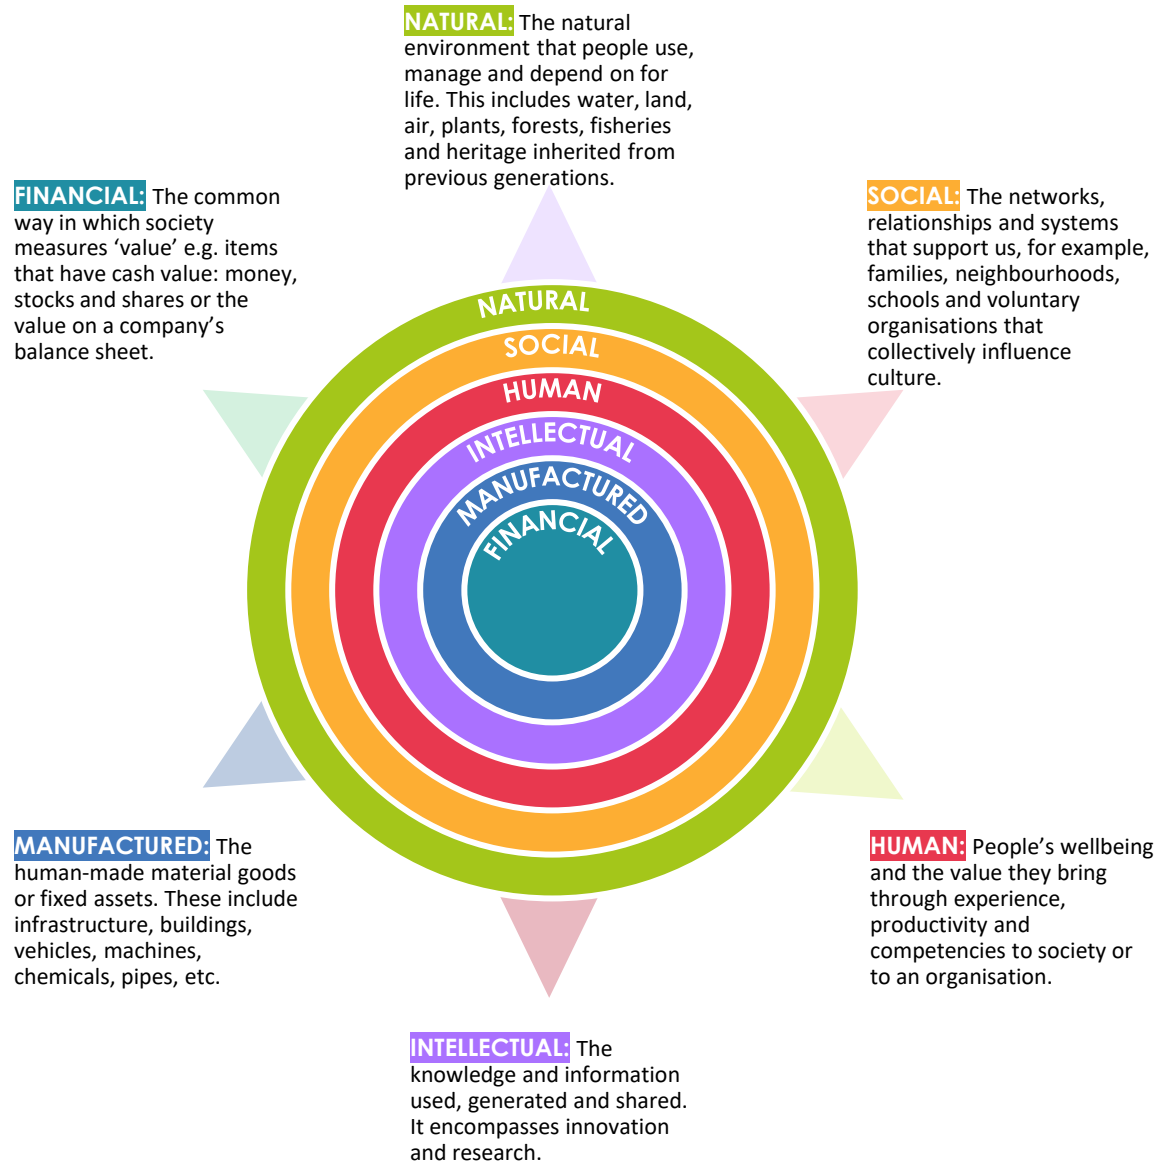 NATURAL: The natural
environment that people use,
manage and depend on for
life. This includes water, land,
air, plants, forests, fisheries
and heritage inherited from
previous generations.
FINANCIAL: The common
way in which society
measures ‘value’ e.g. items
that have cash value: money,
stocks and shares or the
value on a company’s
balance sheet.
SOCIAL: The networks,
relationships and systems
that support us, for example,
families, neighbourhoods,
schools and voluntary
organisations that
collectively influence
culture.
NATURAL
SOCIAL
HUMAN
INTELLECTUAL
MANUFACTURED
FINANCIAL
MANUFACTURED: The
human-made material goods
or fixed assets. These include
infrastructure, buildings,
vehicles, machines,
chemicals, pipes, etc.
HUMAN: People’s wellbeing
and the value they bring
through experience,
productivity and
competencies to society or
to an organisation.
INTELLECTUAL: The
knowledge and information
used, generated and shared.
It encompasses innovation
and research.